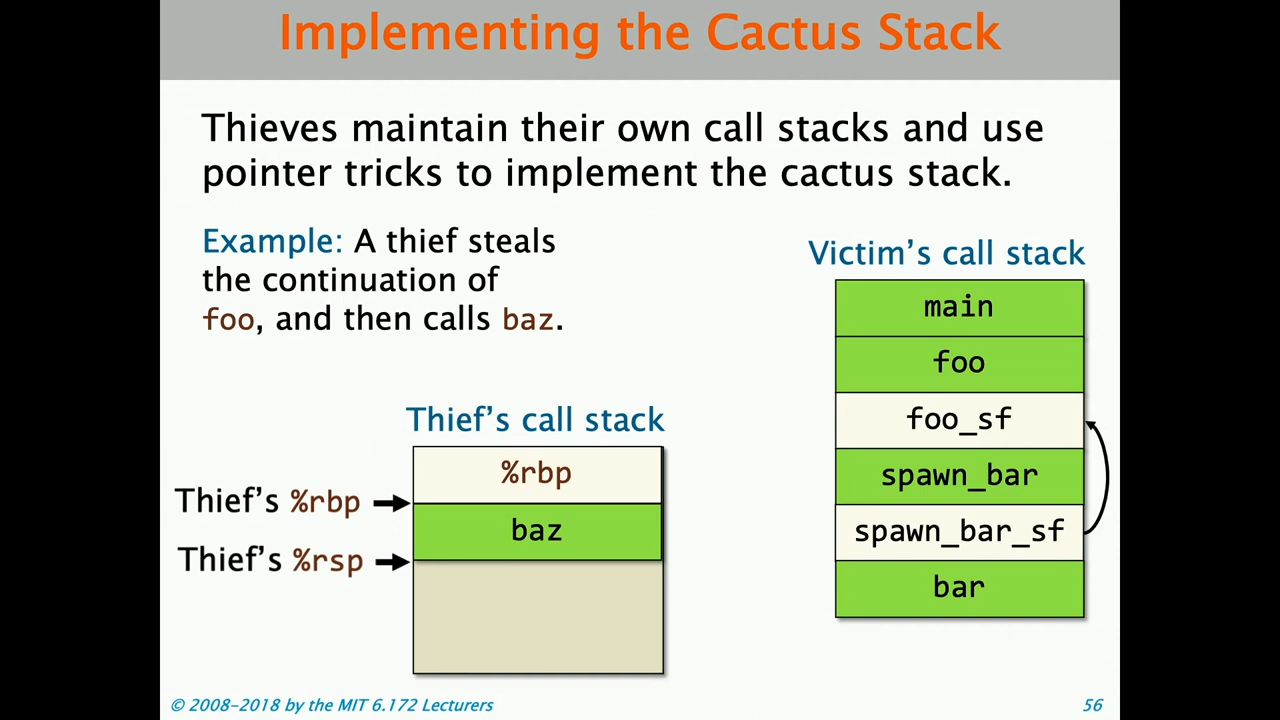 Implementing the Cactus Stack
Thieves maintain their own call stacks and use
pointer tricks to implement the cactus stack.
Example: A thief steals
the continuation of
foo, and then calls baz.
Victim's call stack
main
foo
foo_sf
spawn_bar
spawn_bar_sf
bar
Thief's call stack
%rbp
Thief's %rbp
baz
Thief's %rsp
© 2008-2018 by the MIT 6.172 Lecturers
56